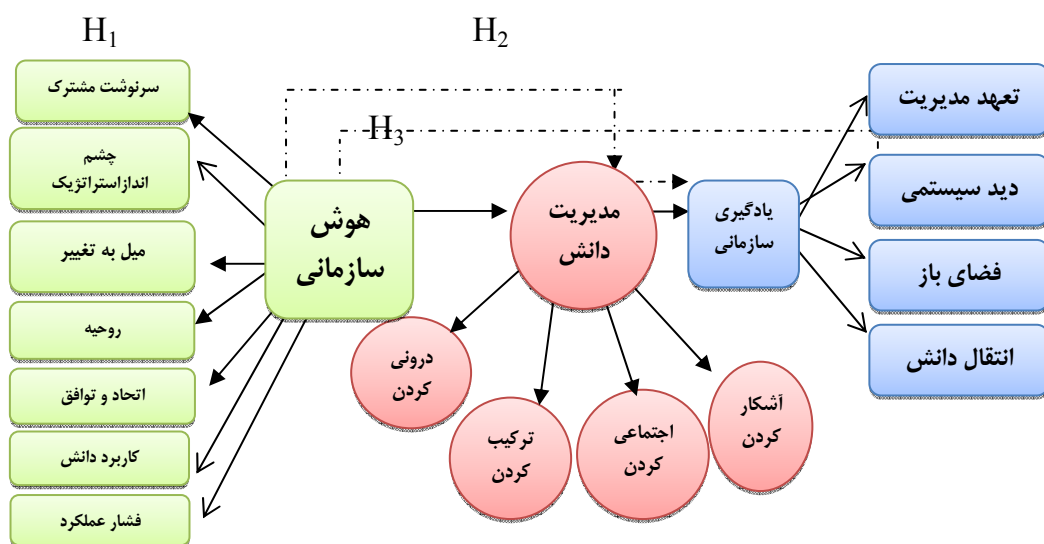 H1
H2
H3
سرنوشت مشترک
چشم
اندازاستراتژیک
میل به تغییر
روحیه
اتحاد و توافق
کاربرد دانش
فشار عملکرد
هوش
سازمانی
مدیریت
دانش
درونی
کردن
ترکیب
کردن
اجتماعی
کردن
آشکار
کردن
یادگیری
سازمانی
تعهد مدیریت
دید سیستمی
فضای باز
انتقال دانش